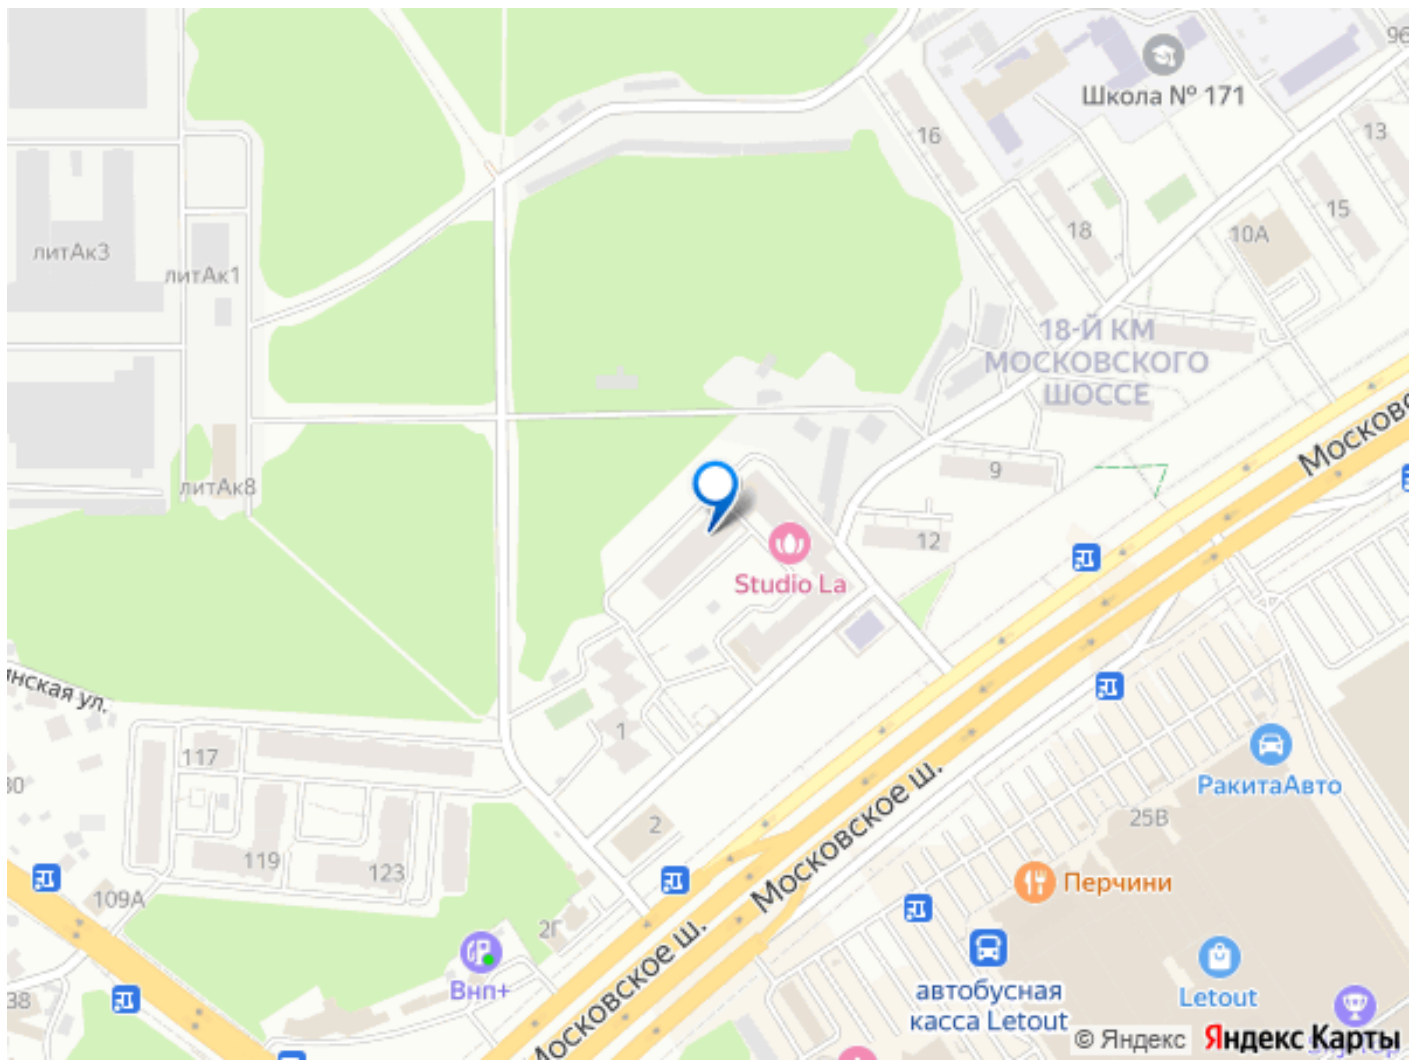 96
Школа № 171
13
16
15
18
10А
литАк3
литАк1
18-Й КМ
МОСКОВСКОГО
ШОССЕ
Московс
9
литАк8
12
Studio La
инская ул.
1
117
30
Московское ш.
РакитаАвто
25В
2
119
123
Перчини
109А
2Г
Московское ш.
Внп+
38
автобусная
касса Letout
Letout
© Яндекс
Яндекс Карты